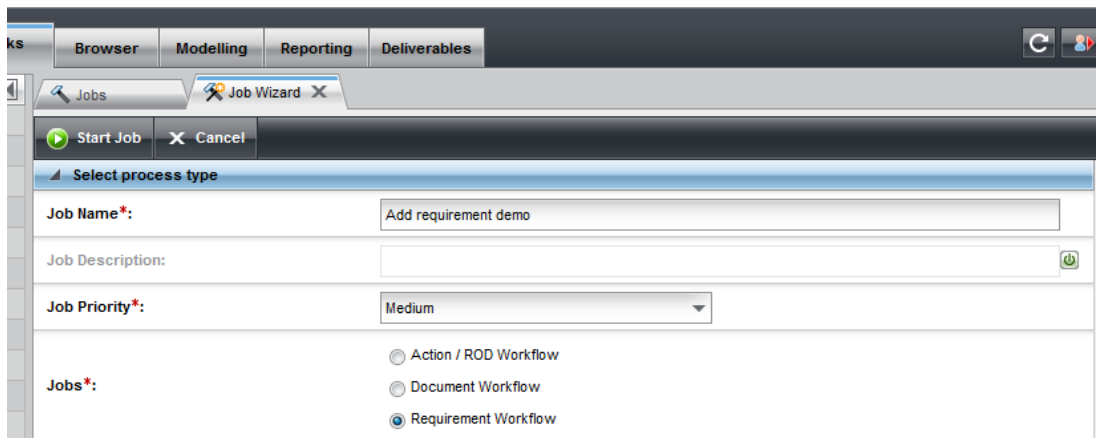 ks Browser Modelling Reporting Deliverables
Jobs Job Wizard X
Start Job X Cancel
Select process type
Job Name*: Add requirement demo
Job Description:
Job Priority*: Medium
Action / ROD Workflow
Jobs*: Document Workflow
Requirement Workflow